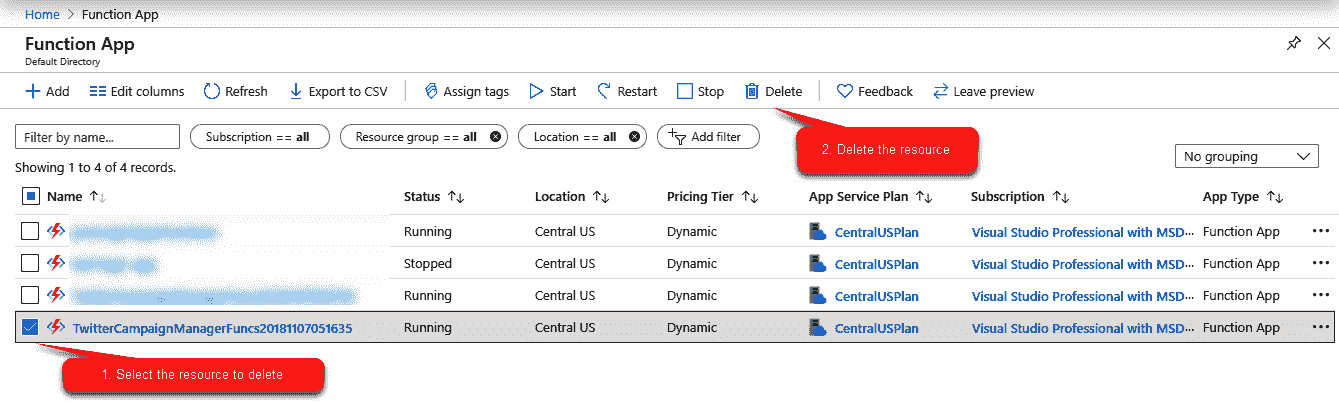 Home > Function App
Function App
Default Directory
Add Edit columns Refresh Export to CSV Assign tags Start Restart Stop Delete Feedback Leave preview
Filter by name... Subscription == all Resource group == all Location == all Add filter
2. Delete the resource
No grouping
Showing 1 to 4 of 4 records.
Name Status Location Pricing Tier App Service Plan Subscription App Type
Running Central US Dynamic CentralUSPlan Visual Studio Professional with MSD... Function App
Stopped Central US Dynamic CentralUSPlan Visual Studio Professional with MSD... Function App
Running Central US Dynamic CentralUSPlan Visual Studio Professional with MSD... Function App
TwitterCampaignManagerFuncs20181107051635 Running Central US Dynamic CentralUSPlan Visual Studio Professional with MSD... Function App
1. Select the resource to delete